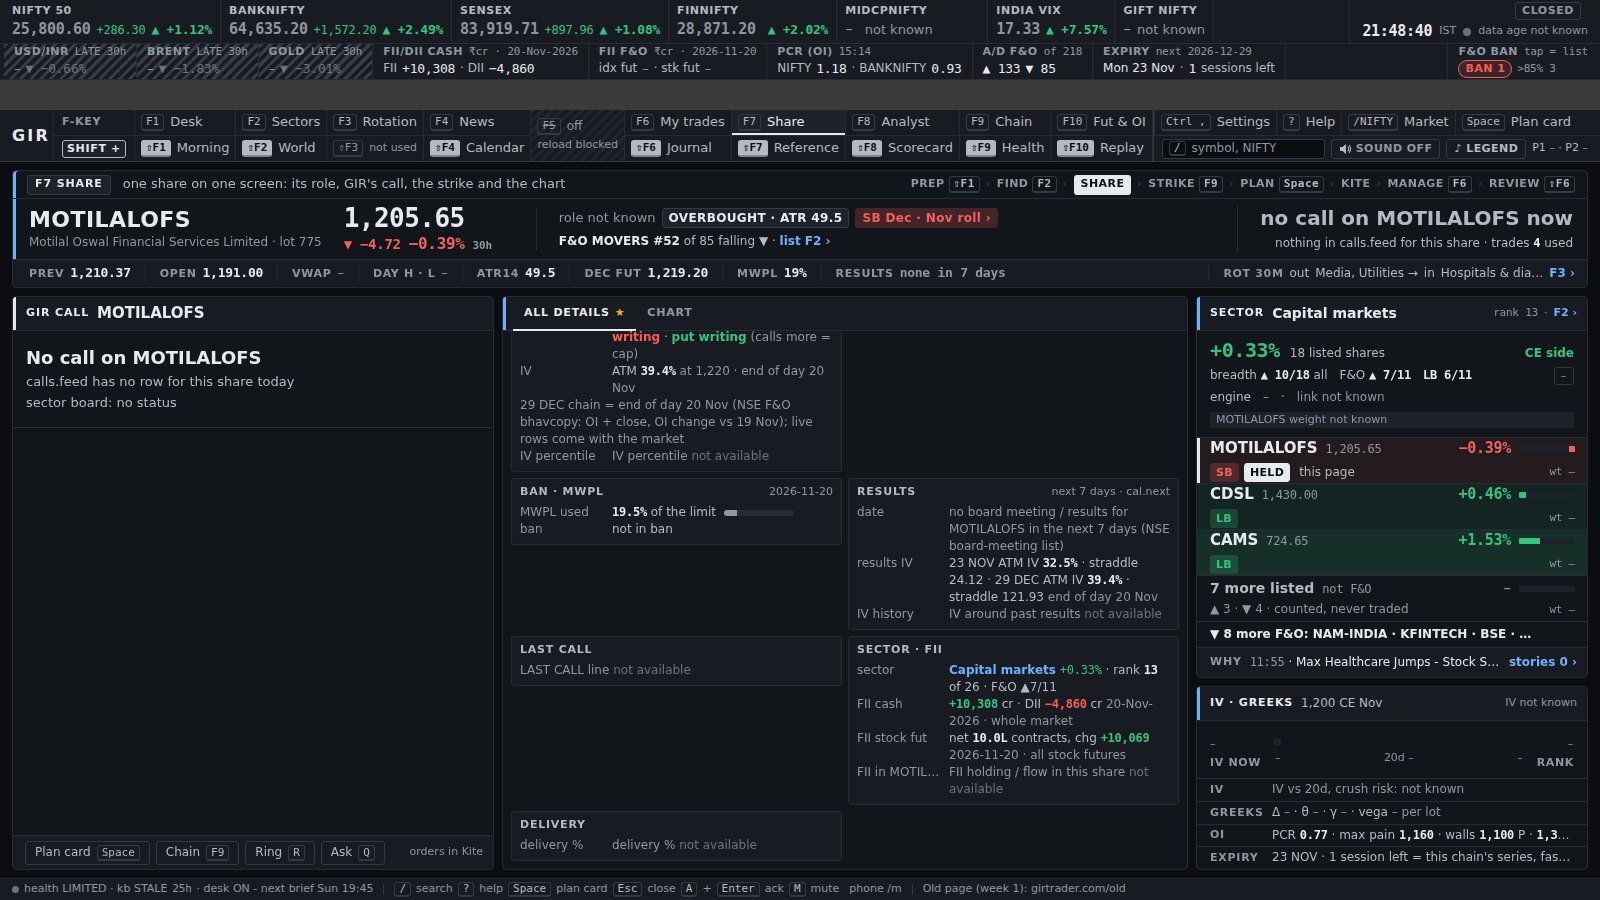 NIFTY 50 BANKNIFTY SENSEX FINNIFTY MIDCPNIFTY INDIA VIX GIFT NIFTY CLOSED
25,800.60 +286.30 ▲ +1.12% 64,635.20 +1,572.20 ▲ +2.49% 83,919.71 +897.96 ▲ +1.08% 28,871.20 ▲ +2.02% – not known 17.33 ▲ +7.57% – not known 21:48:40 IST ● data age not known
USD/INR LATE 30h BRENT LATE 30h GOLD LATE 30h FII/DII CASH ₹cr · 20-Nov-2026 FII F&O ₹cr · 2026-11-20 PCR (OI) 15:14 A/D F&O of 218 EXPIRY next 2026-12-29 F&O BAN tap = list
– ▼ −0.66% – ▼ −1.83% – ▼ −3.01% FII +10,308 · DII −4,860 idx fut – · stk fut – NIFTY 1.18 · BANKNIFTY 0.93 ▲ 133 ▼ 85 Mon 23 Nov · 1 sessions left BAN 1 >85% 3
GIR F-KEY F1 Desk F2 Sectors F3 Rotation F4 News F5 off F6 My trades F7 Share F8 Analyst F9 Chain F10 Fut & OI Ctrl , Settings ? Help /NIFTY Market Space Plan card
SHIFT + ⇧F1 Morning ⇧F2 World ⇧F3 not used ⇧F4 Calendar reload blocked ⇧F6 Journal ⇧F7 Reference ⇧F8 Scorecard ⇧F9 Health ⇧F10 Replay / symbol, NIFTY SOUND OFF ♪ LEGEND P1 – · P2 –
F7 SHARE one share on one screen: its role, GIR's call, the strike and the chart PREP ⇧F1 › FIND F2 › SHARE › STRIKE F9 › PLAN Space › KITE › MANAGE F6 › REVIEW ⇧F6
MOTILALOFS 1,205.65 role not known OVERBOUGHT · ATR 49.5 SB Dec · Nov roll › no call on MOTILALOFS now
Motilal Oswal Financial Services Limited · lot 775 ▼ −4.72 −0.39% 30h F&O MOVERS #52 of 85 falling ▼ · list F2 › nothing in calls.feed for this share · trades 4 used
PREV 1,210.37 OPEN 1,191.00 VWAP – DAY H · L – ATR14 49.5 DEC FUT 1,219.20 MWPL 19% RESULTS none in 7 days ROT 30M out Media, Utilities → in Hospitals & dia… F3 ›
GIR CALL MOTILALOFS
No call on MOTILALOFS
calls.feed has no row for this share today
sector board: no status
Plan card Space Chain F9 Ring R Ask Q orders in Kite
ALL DETAILS ★ CHART
writing · put writing (calls more =
cap)
IV ATM 39.4% at 1,220 · end of day 20
Nov
29 DEC chain = end of day 20 Nov (NSE F&O
bhavcopy: OI + close, OI change vs 19 Nov); live
rows come with the market
IV percentile IV percentile not available
BAN · MWPL 2026-11-20
MWPL used 19.5% of the limit
ban not in ban
RESULTS next 7 days · cal.next
date no board meeting / results for
MOTILALOFS in the next 7 days (NSE
board-meeting list)
results IV 23 NOV ATM IV 32.5% · straddle
24.12 · 29 DEC ATM IV 39.4% ·
straddle 121.93 end of day 20 Nov
IV history IV around past results not available
LAST CALL
LAST CALL line not available
SECTOR · FII
sector Capital markets +0.33% · rank 13
of 26 · F&O ▲7/11
FII cash +10,308 cr · DII −4,860 cr 20-Nov-
2026 · whole market
FII stock fut net 10.0L contracts, chg +10,069
2026-11-20 · all stock futures
FII in MOTIL… FII holding / flow in this share not
available
DELIVERY
delivery % delivery % not available
SECTOR Capital markets rank 13 · F2 ›
+0.33% 18 listed shares CE side
breadth ▲ 10/18 all F&O ▲ 7/11 LB 6/11 –
engine – · link not known
MOTILALOFS weight not known
MOTILALOFS 1,205.65 −0.39%
SB HELD this page wt –
CDSL 1,430.00 +0.46%
LB wt –
CAMS 724.65 +1.53%
LB wt –
7 more listed not F&O –
▲ 3 · ▼ 4 · counted, never traded wt –
▼ 8 more F&O: NAM-INDIA · KFINTECH · BSE · …
WHY 11:55 · Max Healthcare Jumps - Stock S… stories 0 ›
IV · GREEKS 1,200 CE Nov IV not known
– –
IV NOW – 20d – – RANK
IV IV vs 20d, crush risk: not known
GREEKS Δ – · θ – · γ – · vega – per lot
OI PCR 0.77 · max pain 1,160 · walls 1,100 P · 1,3…
EXPIRY 23 NOV · 1 session left = this chain's series, fas…
● health LIMITED · kb STALE 25h · desk ON - next brief Sun 19:45 / search ? help Space plan card Esc close A + Enter ack M mute phone /m Old page (week 1): girtrader.com/old